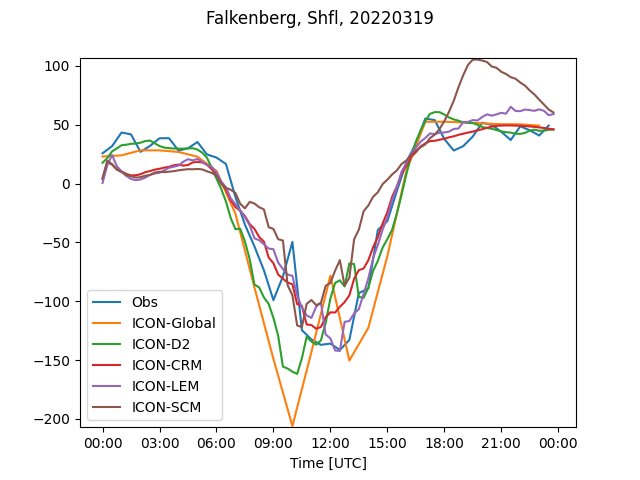 Falkenberg, Shfl, 20220319
100
50
0
−50
−100
−150
−200
Obs
ICON-Global
ICON-D2
ICON-CRM
ICON-LEM
ICON-SCM
00:00 03:00 06:00 09:00 12:00 15:00 18:00 21:00 00:00
Time [UTC]